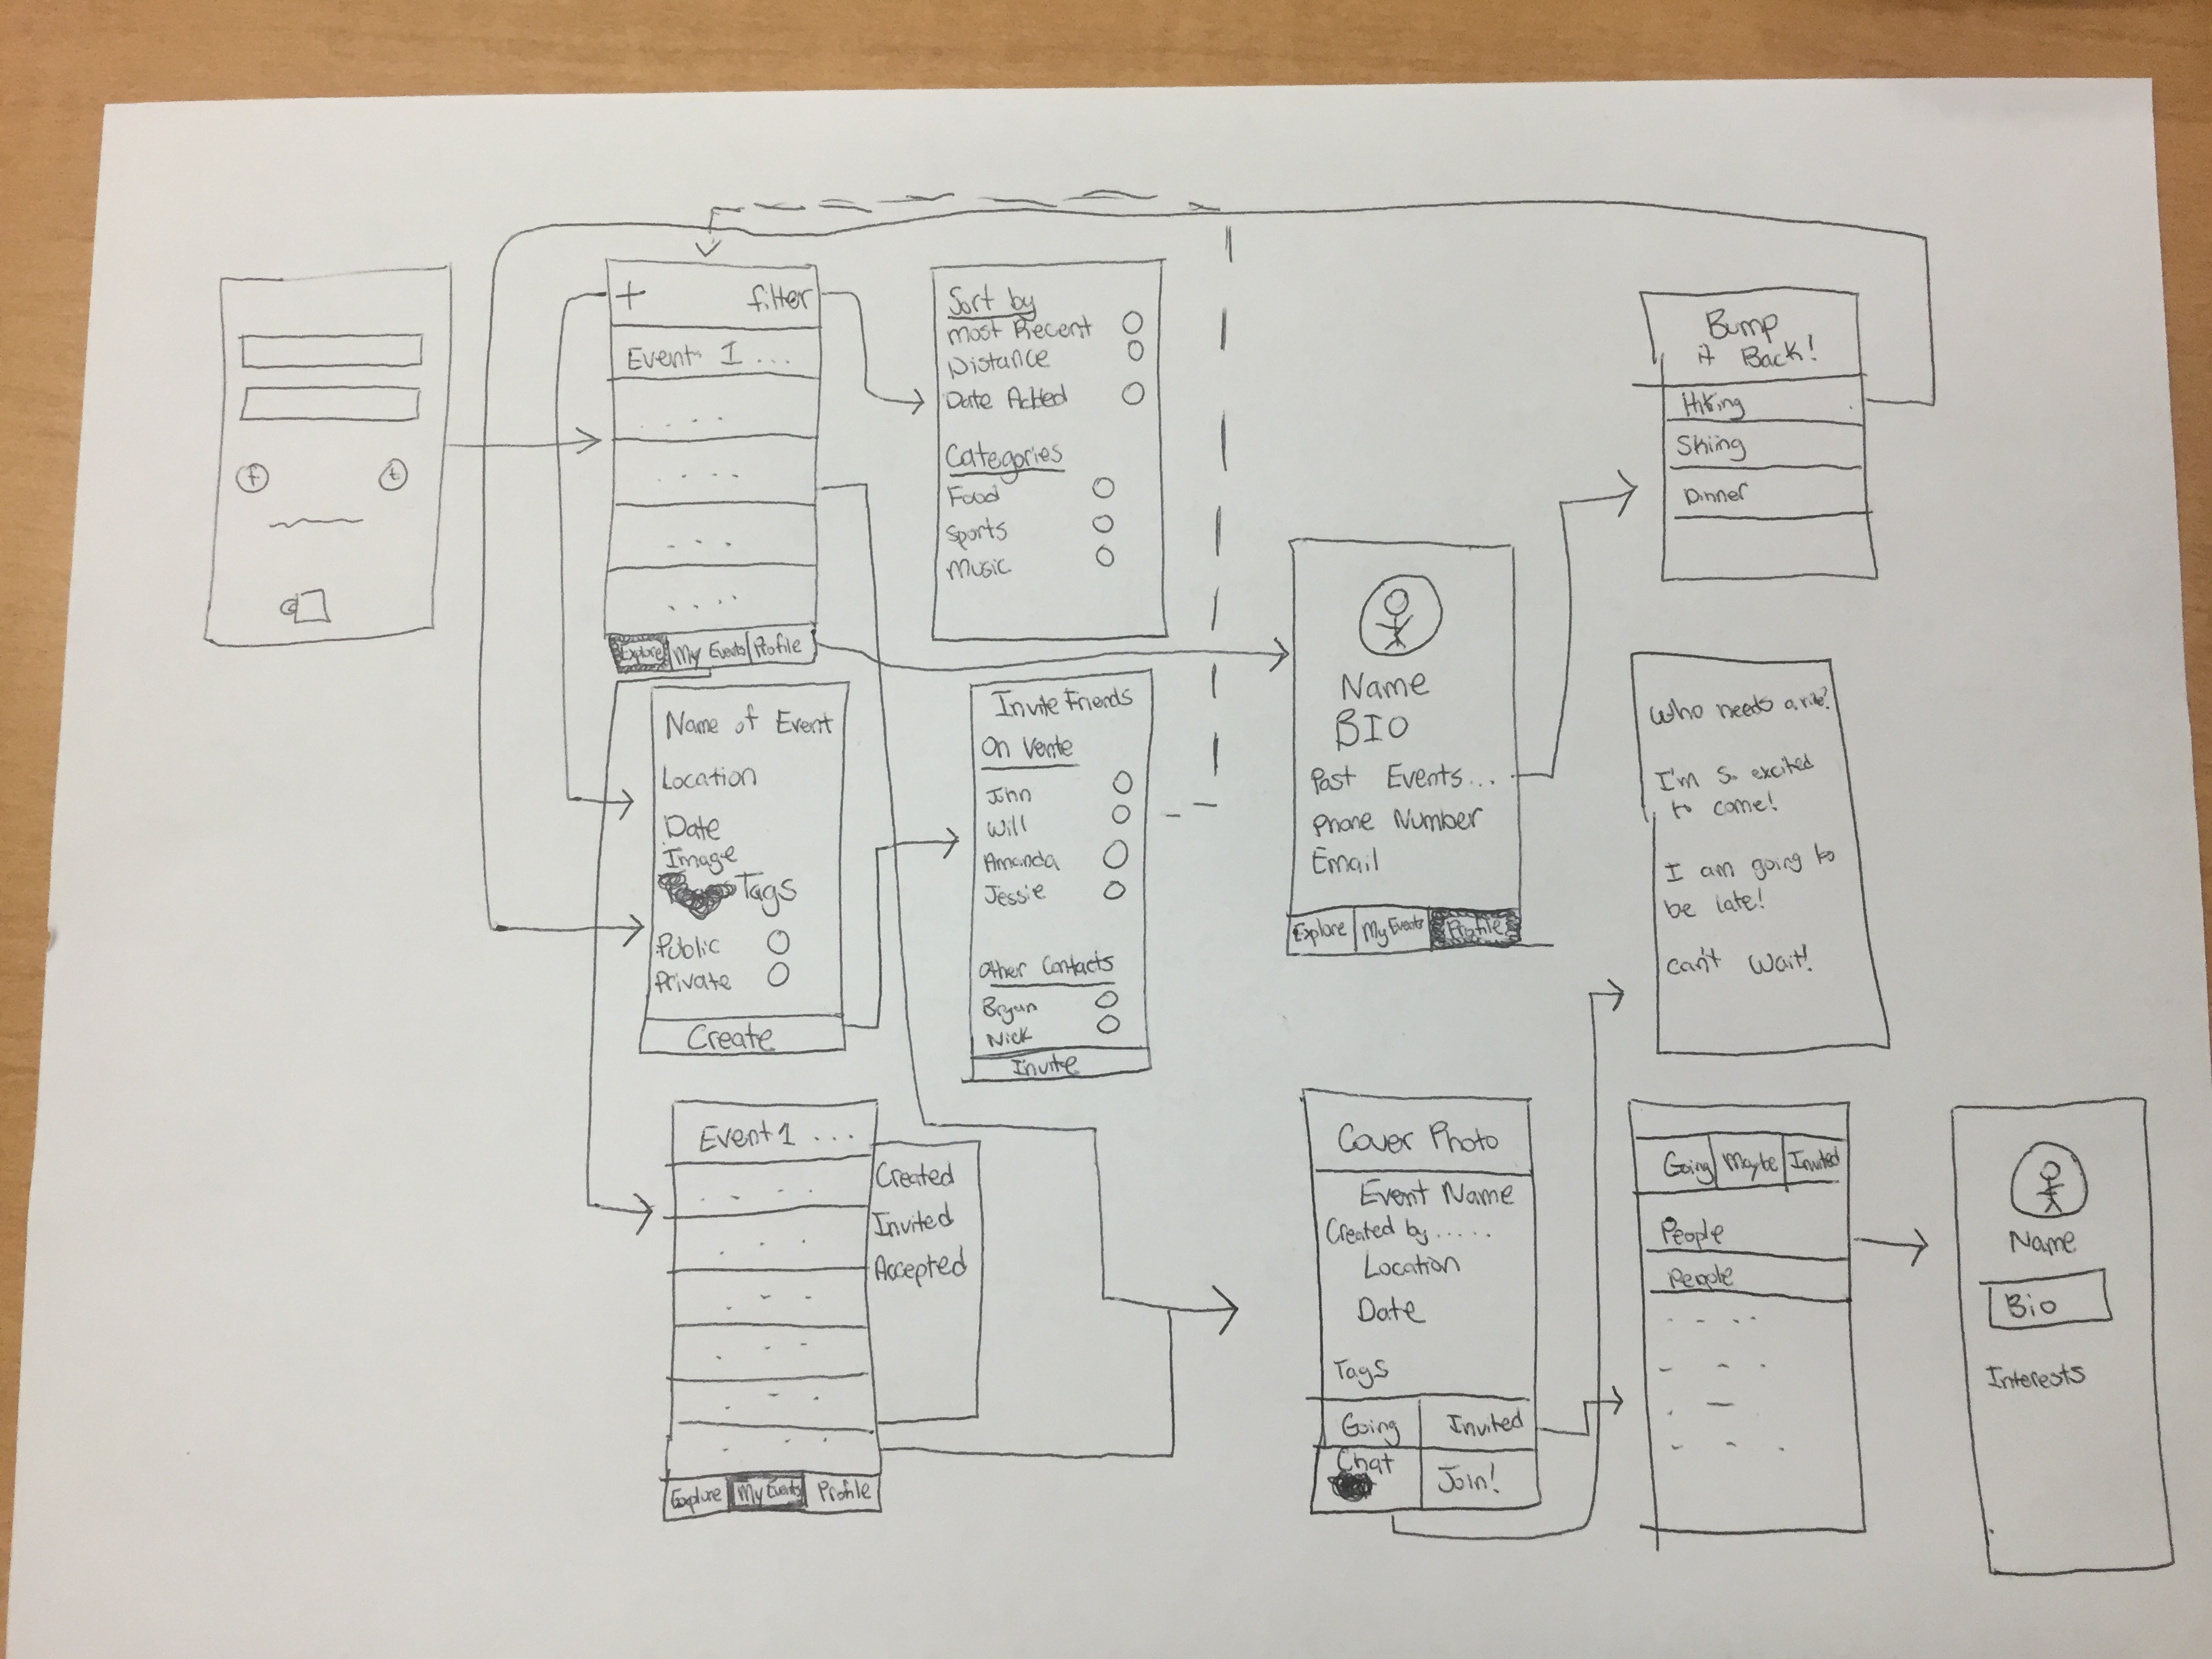 f
t
+ filter
Event 1 ...
Explore My Events Profile
Sort by
Most Recent
Distance
Date Added
Categories
Food
Sports
Music
Name of Event
Location
Date
Image
Tags
Public
Private
Create
Invite Friends
On Vente
John
Will
Amanda
Jessie
Other Contacts
Bryan
Nick
Invite
Event 1 ...
Explore My Events Profile
Created
Invited
Accepted
Name
BIO
Past Events...
Phone Number
Email
Explore My Events Profile
Bump
it Back!
Hiking
Skiing
Dinner
Cover Photo
Event Name
Created by.....
Location
Date
Tags
Going Invited
Chat Join!
Who needs a ride?
I'm so excited
to come!
I am going to
be late!
Can't Wait!
Going Maybe Invited
People
People
Name
Bio
Interests